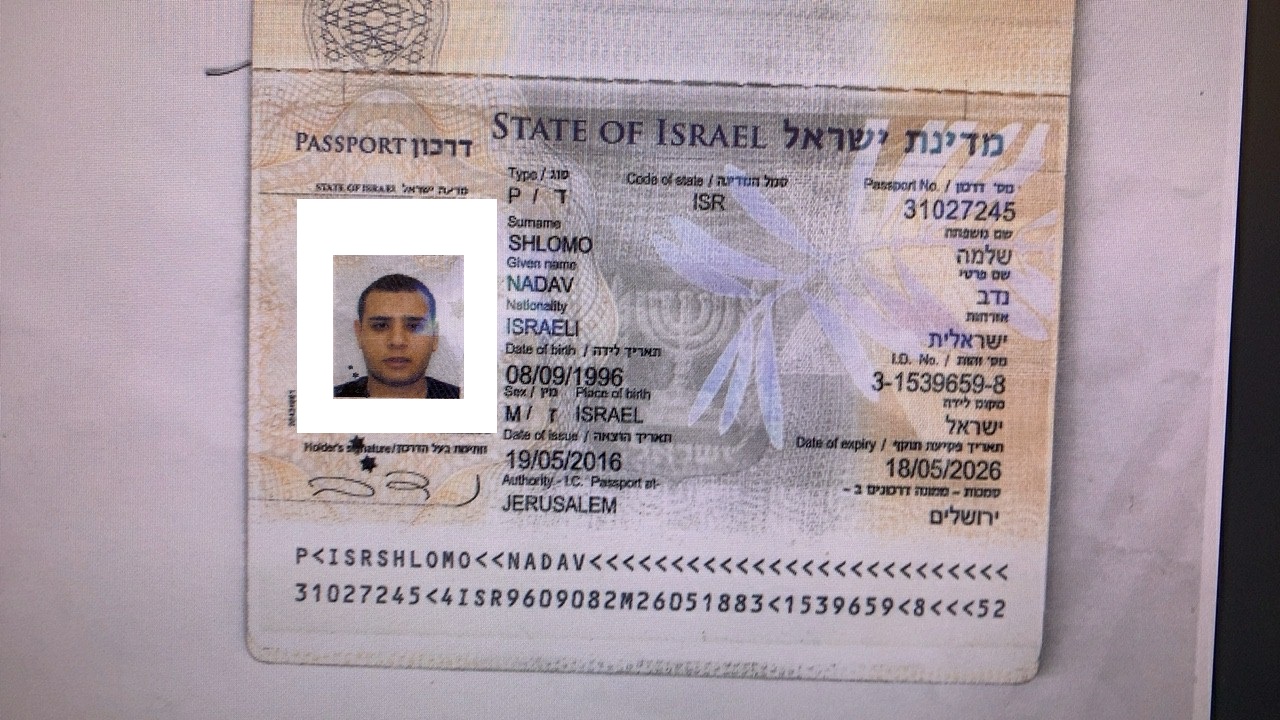 STATE OF ISRAEL מדינת ישראל
PASSPORT דרכון
STATE OF ISRAEL מדינת ישראל
Type / סוג
P / ד
Code of state / סמל המדינה
ISR
Passport No. / מס' דרכון
31027245
Surname
SHLOMO
שם משפחה
שלמה
Given name
NADAV
שם פרטי
נדב
Nationality
ISRAELI
אזרחות
ישראלית
Date of birth / תאריך לידה
08/09/1996
I.D. No. / מס' זהות
3-1539659-8
Sex / מין Place of birth
M / ז ISRAEL
מקום לידה
ישראל
Date of issue / תאריך הוצאה
19/05/2016
Date of expiry / תאריך פקיעת תוקף
18/05/2026
Authority - I.C. Passport at-
JERUSALEM
סמכות - ממונה דרכונים ב -
ירושלים
Holder's signature/חתימת בעל הדרכון
P<ISRSHLOMO<<NADAV<<<<<<<<<<<<<<<<<<<<<<<<<<
31027245<4ISR9609082M26051883<1539659<8<<<52